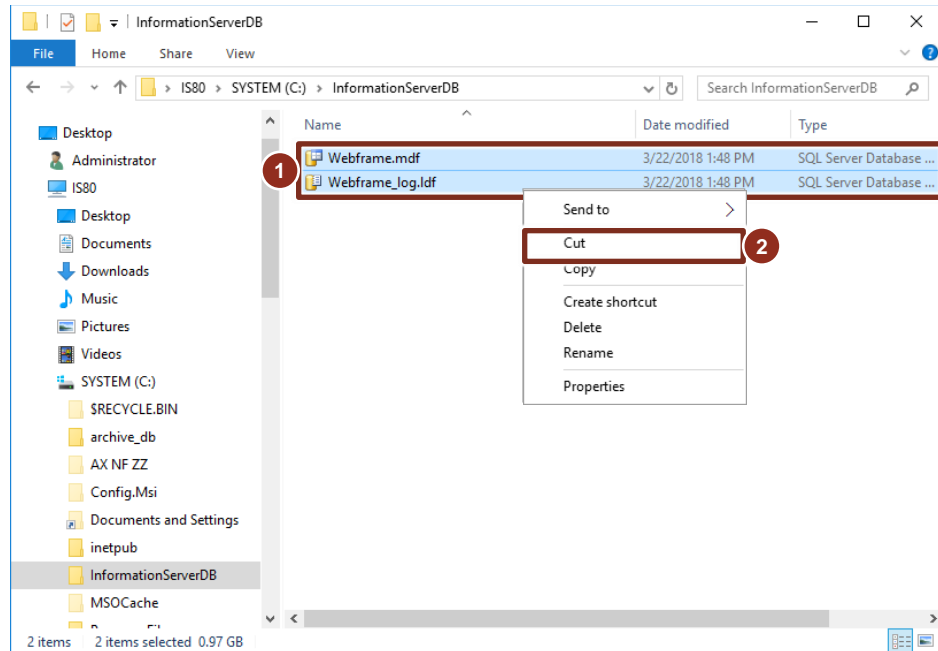 InformationServerDB
File Home Share View
IS80 SYSTEM (C:) InformationServerDB Search InformationServerDB
Name Date modified Type
Desktop
Administrator
IS80
Desktop
Documents
Downloads
Music
Pictures
Videos
SYSTEM (C:)
$RECYCLE.BIN
archive_db
AX NF ZZ
Config.Msi
Documents and Settings
inetpub
InformationServerDB
MSOCache
1
Webframe.mdf 3/22/2018 1:48 PM SQL Server Database ...
Webframe_log.ldf 3/22/2018 1:48 PM SQL Server Database ...
Send to
Cut 2
Copy
Create shortcut
Delete
Rename
Properties
2 items 2 items selected 0.97 GB